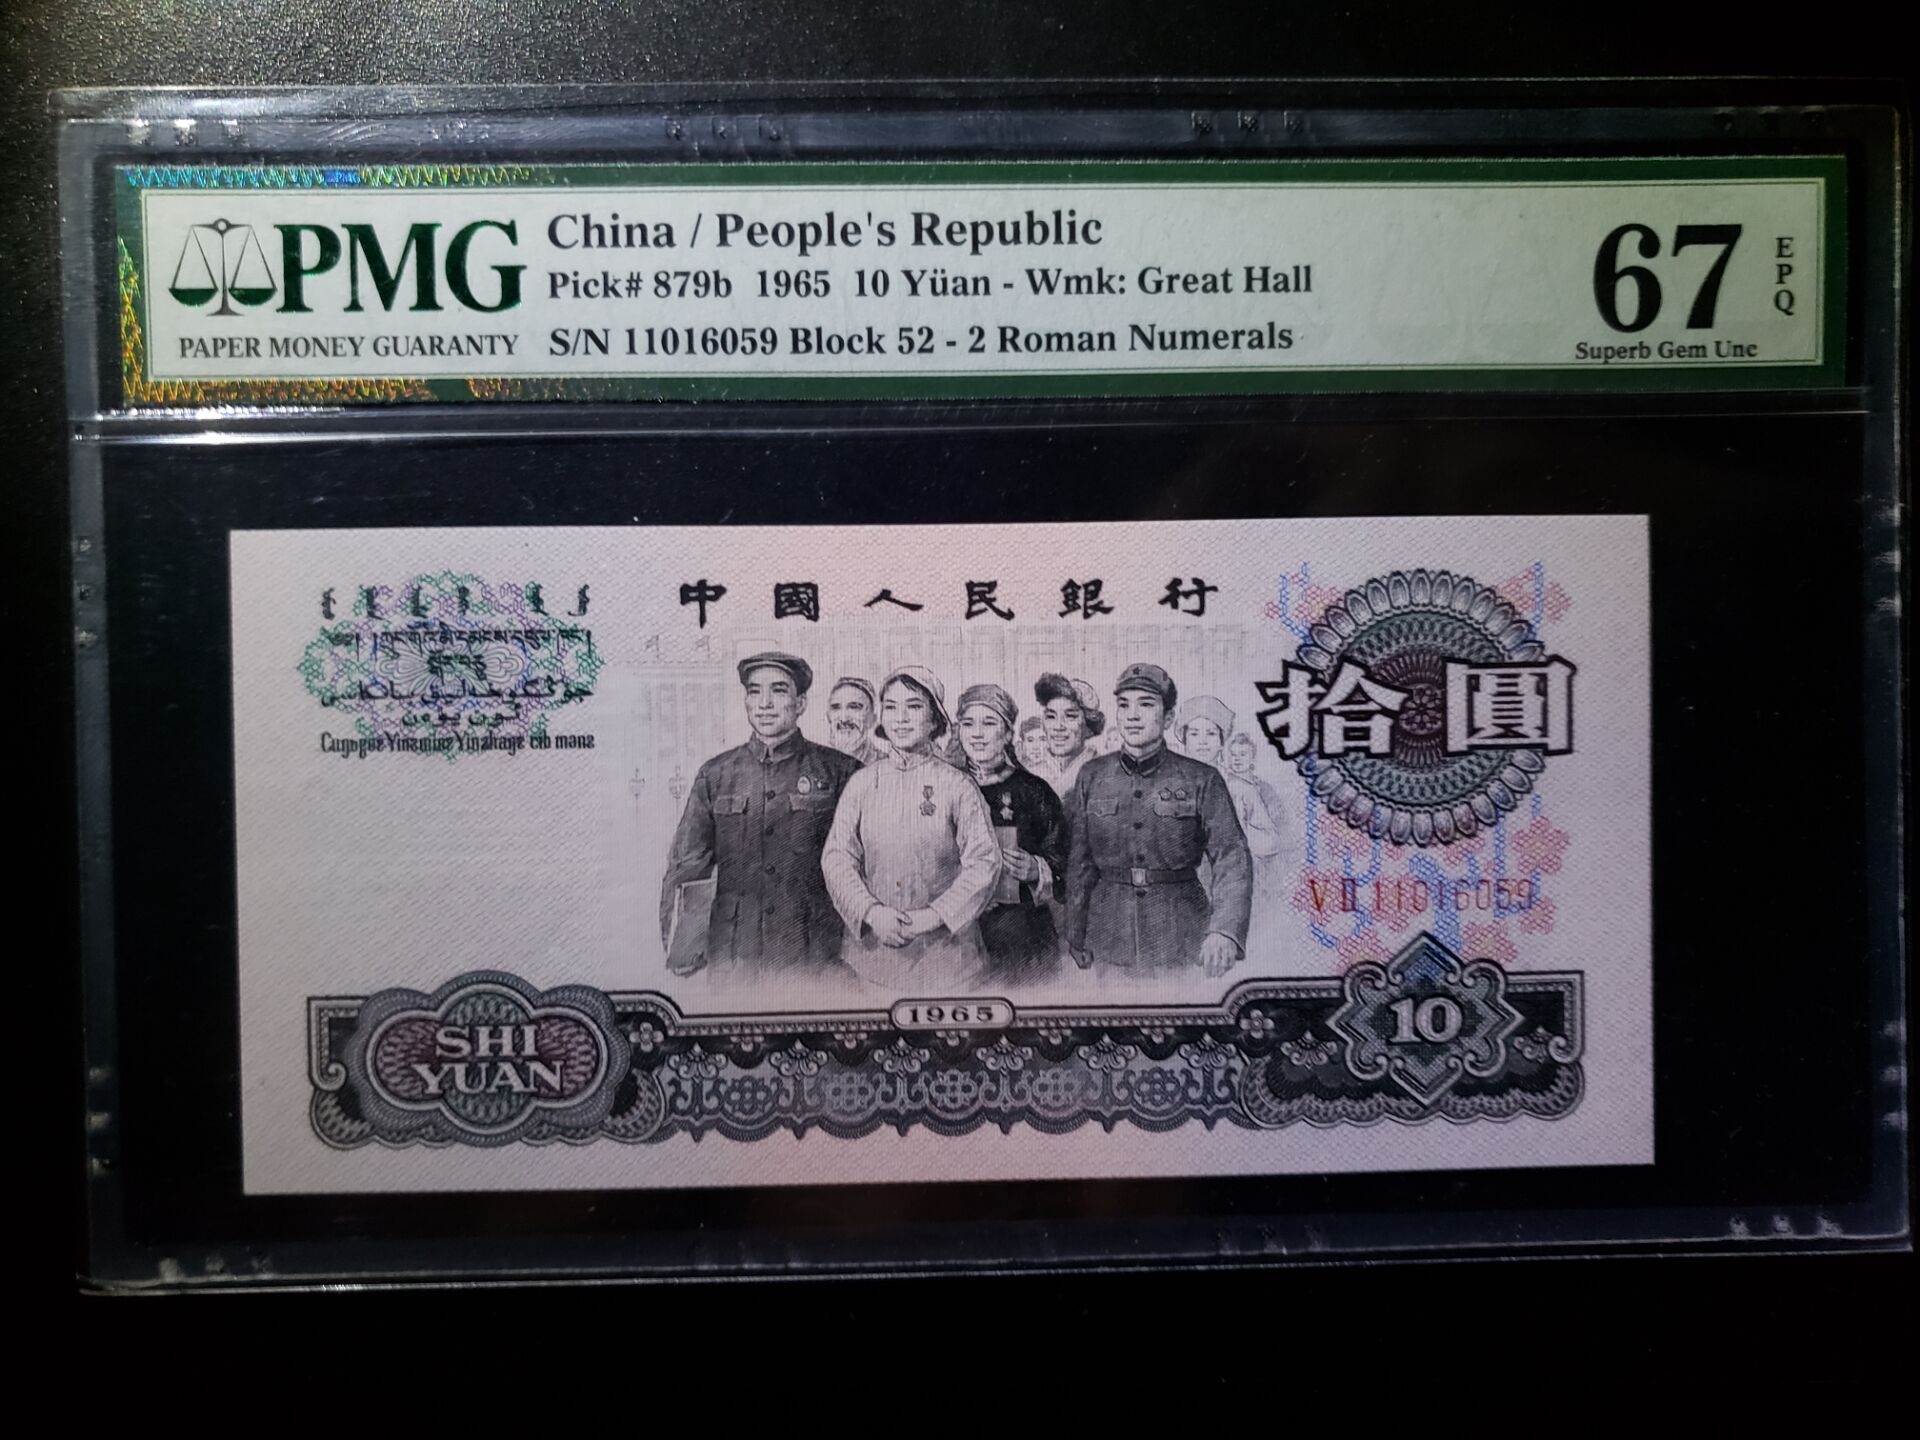 PMG
PAPER MONEY GUARANTY
China / People's Republic
Pick# 879b 1965 10 Yüan - Wmk: Great Hall
S/N 11016059 Block 52 - 2 Roman Numerals
67
EPQ
Superb Gem Unc
中國人民銀行
拾圓
V II 11016059
1965
SHI
YUAN
10